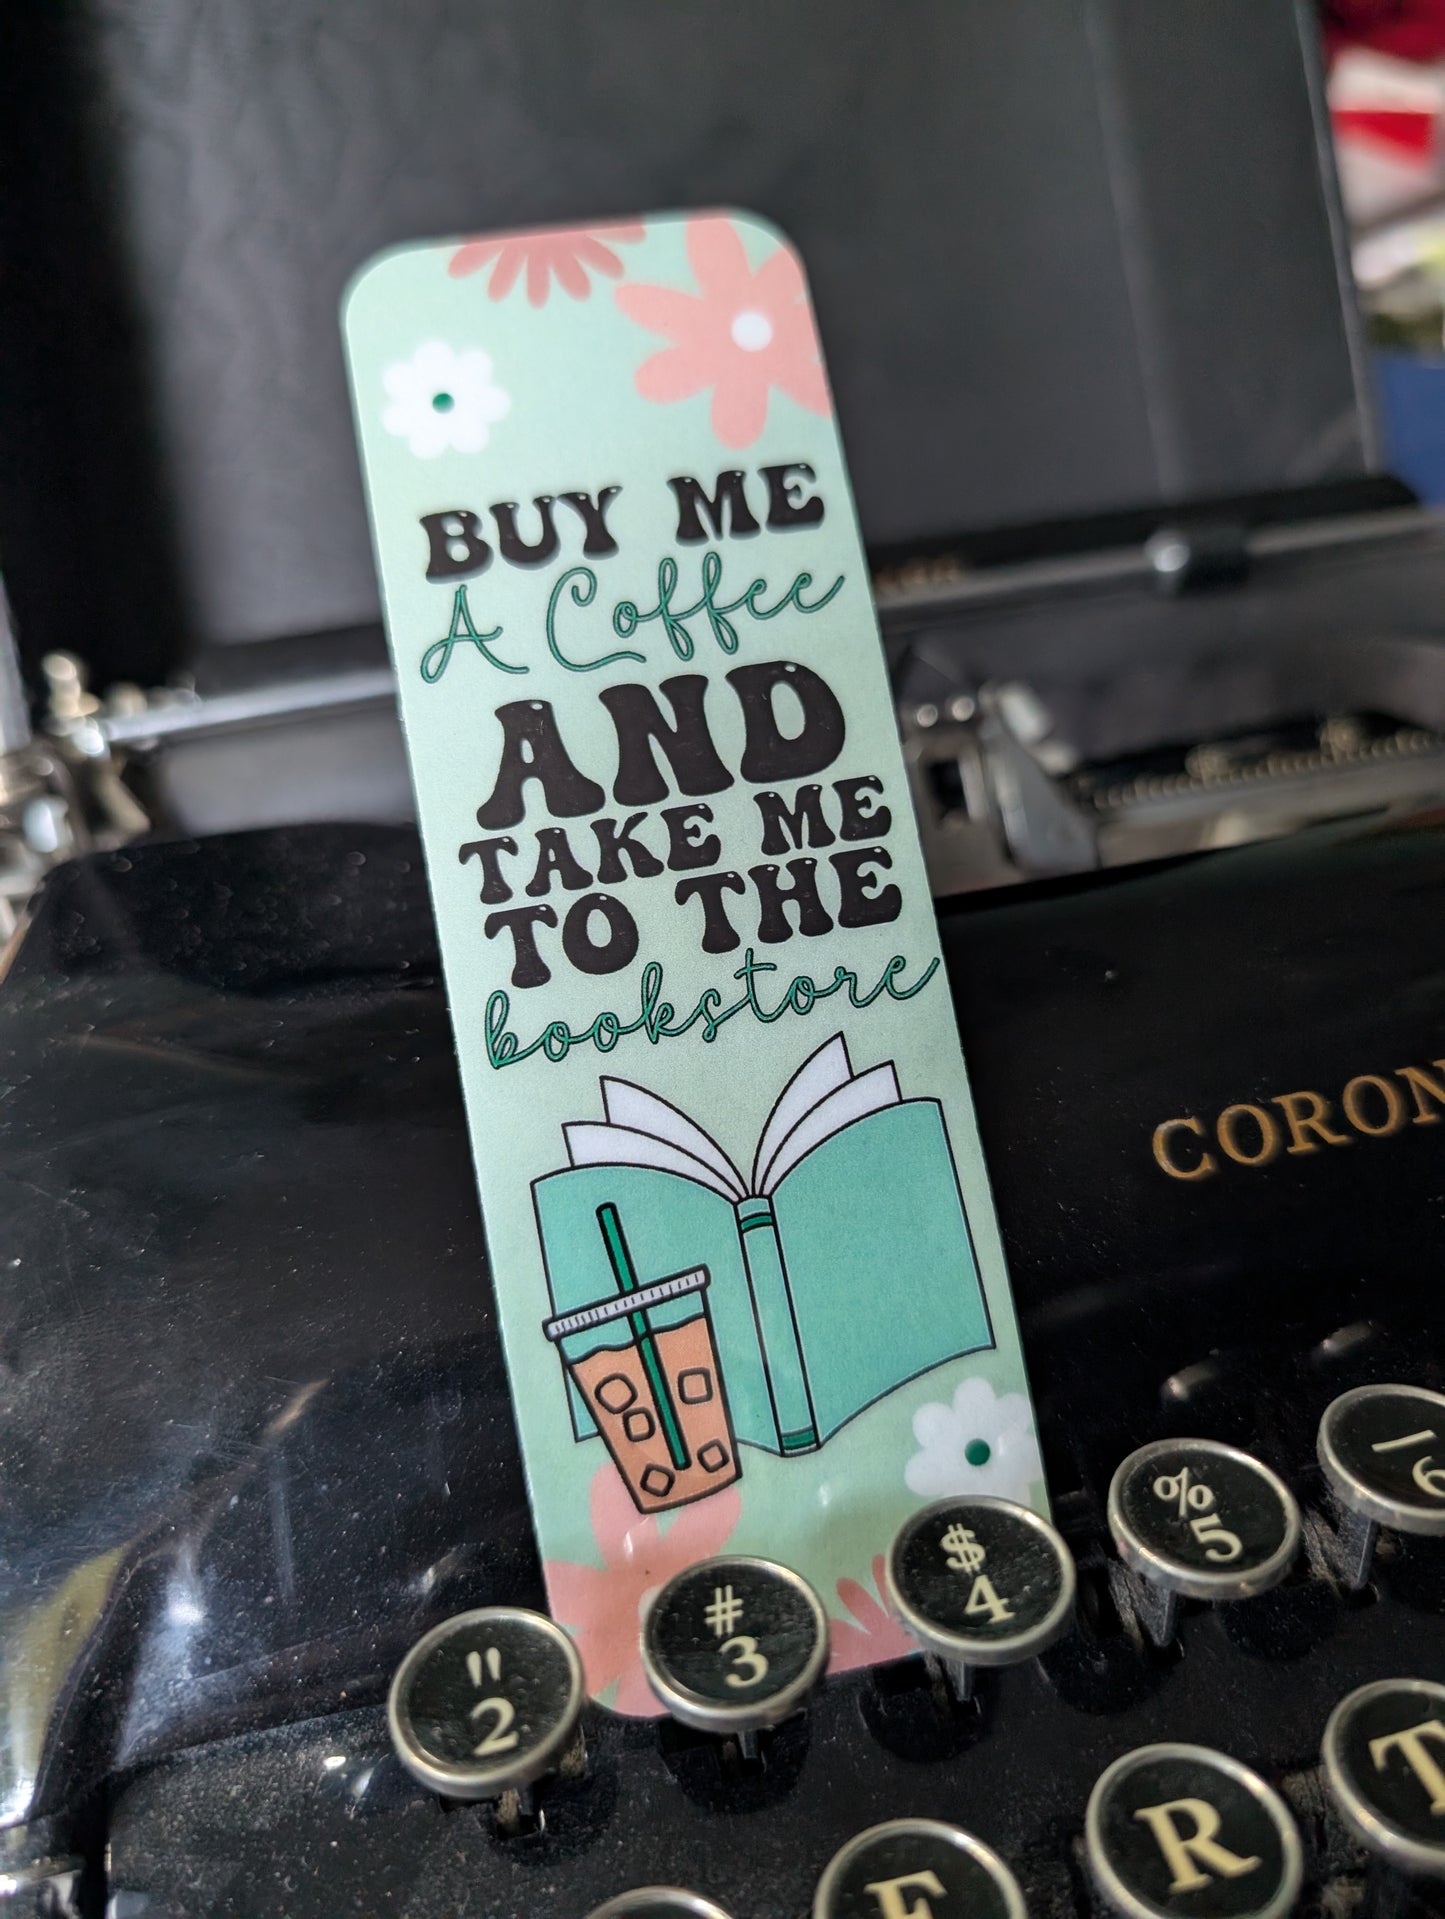 BUY ME
A Coffee
AND
TAKE ME
TO THE
bookstore
CORON
"
2
#
3
$
4
%
5
6
R
T